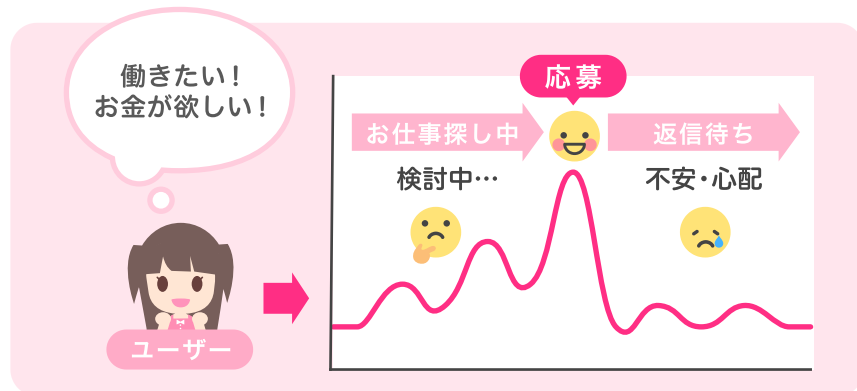 働きたい！
お金が欲しい！
ユーザー
応募
お仕事探し中
返信待ち
検討中…
不安・心配